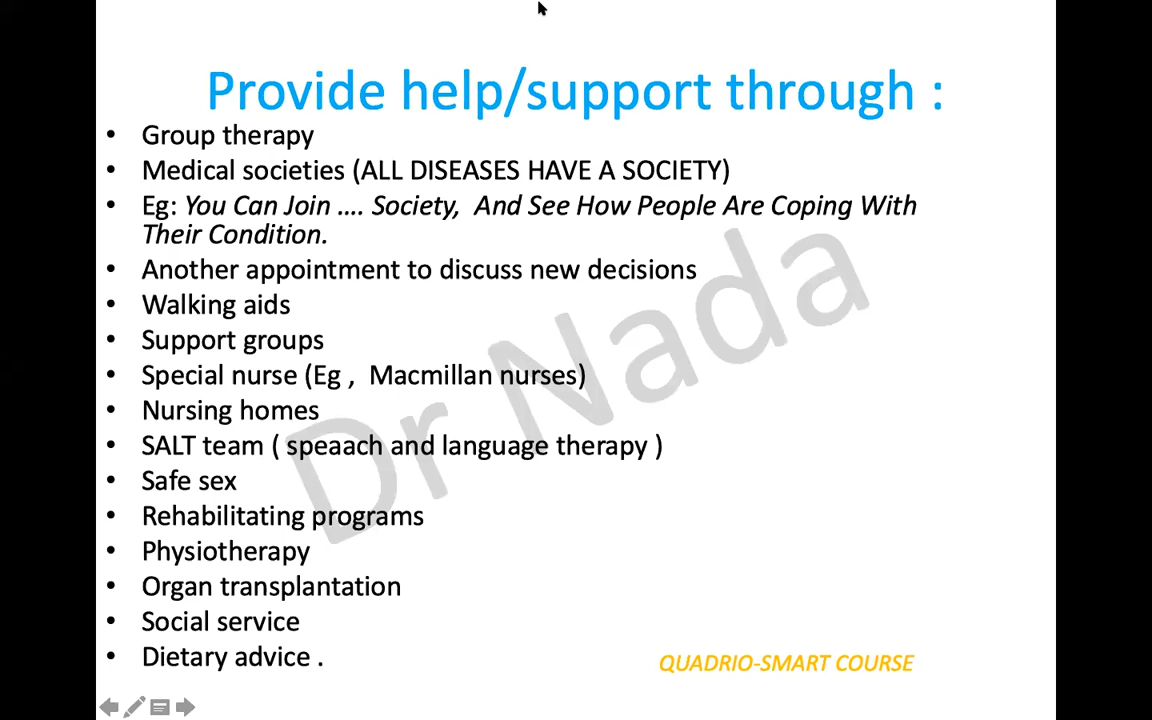 Provide help/support through :
• Group therapy
• Medical societies (ALL DISEASES HAVE A SOCIETY)
• Eg: You Can Join .... Society, And See How People Are Coping With
Their Condition.
• Another appointment to discuss new decisions
• Walking aids
• Support groups
• Special nurse (Eg , Macmillan nurses)
• Nursing homes
• SALT team ( speaach and language therapy )
• Safe sex
• Rehabilitating programs
• Physiotherapy
• Organ transplantation
• Social service
• Dietary advice .
Dr Nada
QUADRIO-SMART COURSE